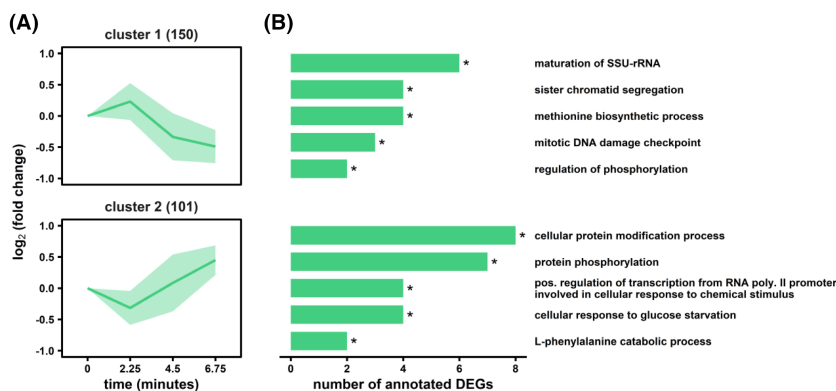 (A)
(B)
cluster 1 (150)
1.0
0.5
0.0
-0.5
-1.0
maturation of SSU-rRNA
*
sister chromatid segregation
*
methionine biosynthetic process
*
mitotic DNA damage checkpoint
*
regulation of phosphorylation
*
log2 (fold change)
cluster 2 (101)
1.0
0.5
0.0
-0.5
-1.0
0 2.25 4.5 6.75
time (minutes)
cellular protein modification process
*
protein phosphorylation
*
pos. regulation of transcription from RNA poly. II promoter
involved in cellular response to chemical stimulus
*
cellular response to glucose starvation
*
L-phenylalanine catabolic process
*
0 2 4 6 8
number of annotated DEGs